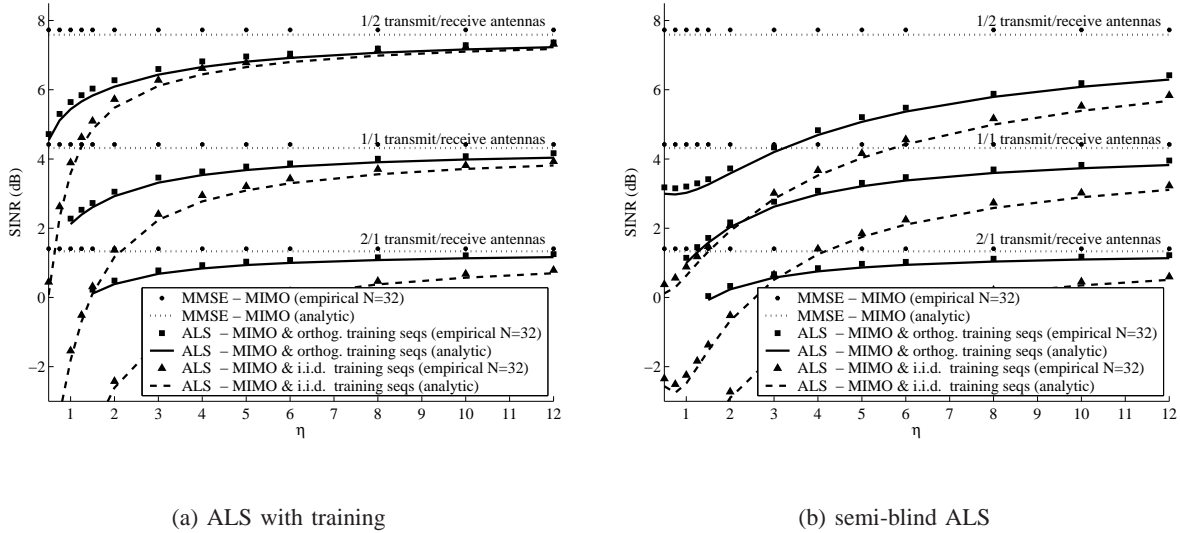 8
6
4
2
0
−2
SINR (dB)
1/2 transmit/receive antennas
1/1 transmit/receive antennas
2/1 transmit/receive antennas
MMSE − MIMO (empirical N=32)
MMSE − MIMO (analytic)
ALS − MIMO & orthog. training seqs (empirical N=32)
ALS − MIMO & orthog. training seqs (analytic)
ALS − MIMO & i.i.d. training seqs (empirical N=32)
ALS − MIMO & i.i.d. training seqs (analytic)
1 2 3 4 5 6 7 8 9 10 11 12
η
(a) ALS with training
8
6
4
2
0
−2
SINR (dB)
1/2 transmit/receive antennas
1/1 transmit/receive antennas
2/1 transmit/receive antennas
MMSE − MIMO (empirical N=32)
MMSE − MIMO (analytic)
ALS − MIMO & orthog. training seqs (empirical N=32)
ALS − MIMO & orthog. training seqs (analytic)
ALS − MIMO & i.i.d. training seqs (empirical N=32)
ALS − MIMO & i.i.d. training seqs (analytic)
1 2 3 4 5 6 7 8 9 10 11 12
η
(b) semi-blind ALS